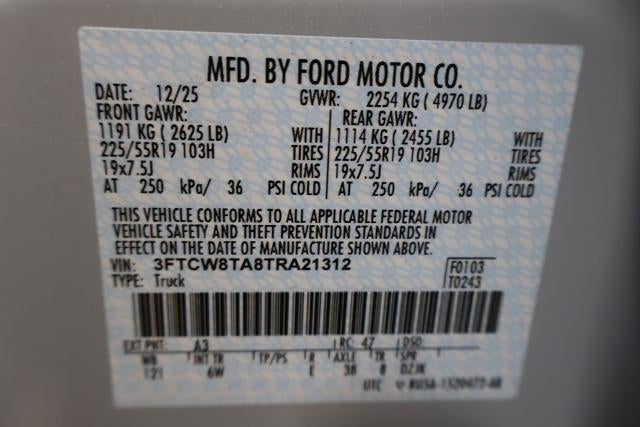 MFD. BY FORD MOTOR CO.
DATE: 12/25 GVWR: 2254 KG ( 4970 LB)
FRONT GAWR: REAR GAWR:
1191 KG ( 2625 LB) WITH 1114 KG ( 2455 LB) WITH
225/55R19 103H TIRES 225/55R19 103H TIRES
19x7.5J RIMS 19x7.5J RIMS
AT 250 kPa/ 36 PSI COLD AT 250 kPa/ 36 PSI COLD
THIS VEHICLE CONFORMS TO ALL APPLICABLE FEDERAL MOTOR
VEHICLE SAFETY AND THEFT PREVENTION STANDARDS IN
EFFECT ON THE DATE OF MANUFACTURE SHOWN ABOVE.
VIN: 3FTCW8TA8TRA21312 F0103
TYPE: Truck T0243
EXT PNT: A3 RC: 47 DSO:
WB INT TR TP/PS R AXLE TR SPR
121 6W E 38 8 DZJK
UTC